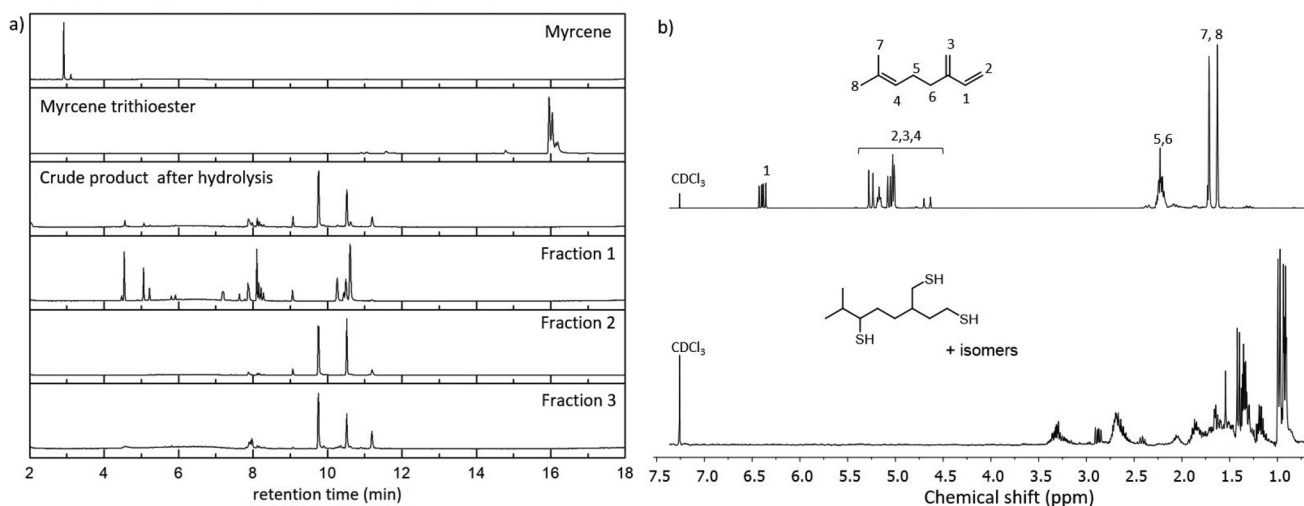 a)
Myrcene
Myrcene trithioester
Crude product after hydrolysis
Fraction 1
Fraction 2
Fraction 3
2 4 6 8 10 12 14 16 18
retention time (min)
b)
7 3 7, 8
5 2
8 4 6 1
2,3,4
5,6
1
CDCl3
SH
SH
SH
+ isomers
CDCl3
7.5 7.0 6.5 6.0 5.5 5.0 4.5 4.0 3.5 3.0 2.5 2.0 1.5 1.0
Chemical shift (ppm)